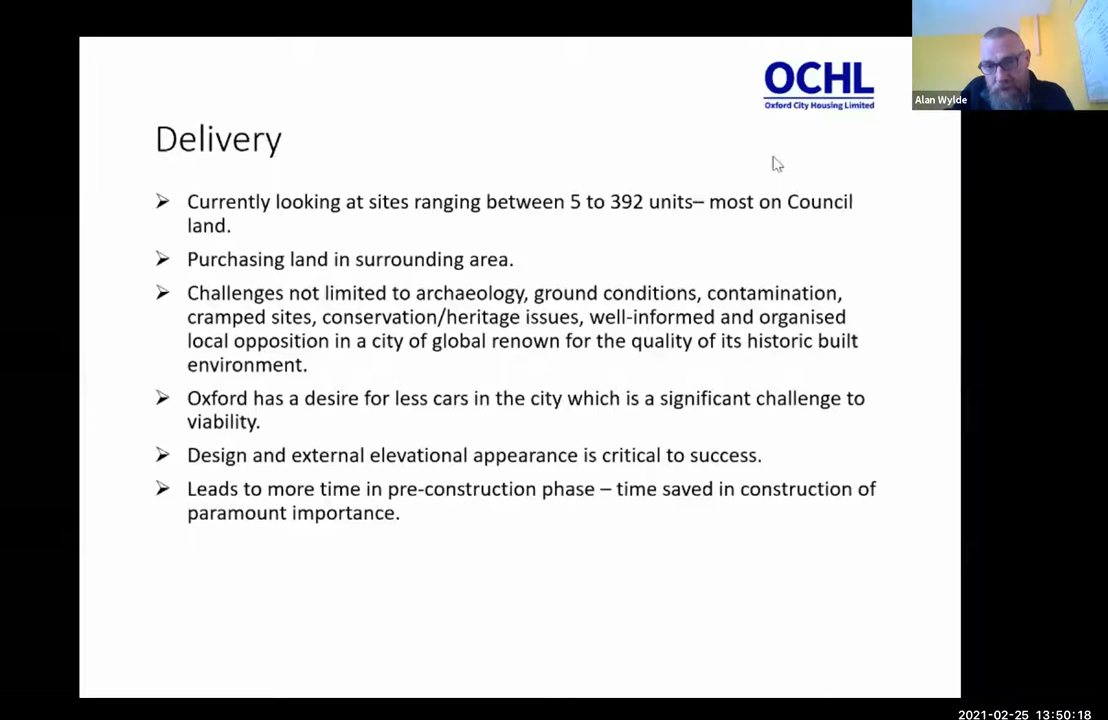 OCHL
Oxford City Housing Limited
Alan Wylde
Delivery
➢ Currently looking at sites ranging between 5 to 392 units– most on Council
land.
➢ Purchasing land in surrounding area.
➢ Challenges not limited to archaeology, ground conditions, contamination,
cramped sites, conservation/heritage issues, well-informed and organised
local opposition in a city of global renown for the quality of its historic built
environment.
➢ Oxford has a desire for less cars in the city which is a significant challenge to
viability.
➢ Design and external elevational appearance is critical to success.
➢ Leads to more time in pre-construction phase – time saved in construction of
paramount importance.
2021-02-25 13:50:18